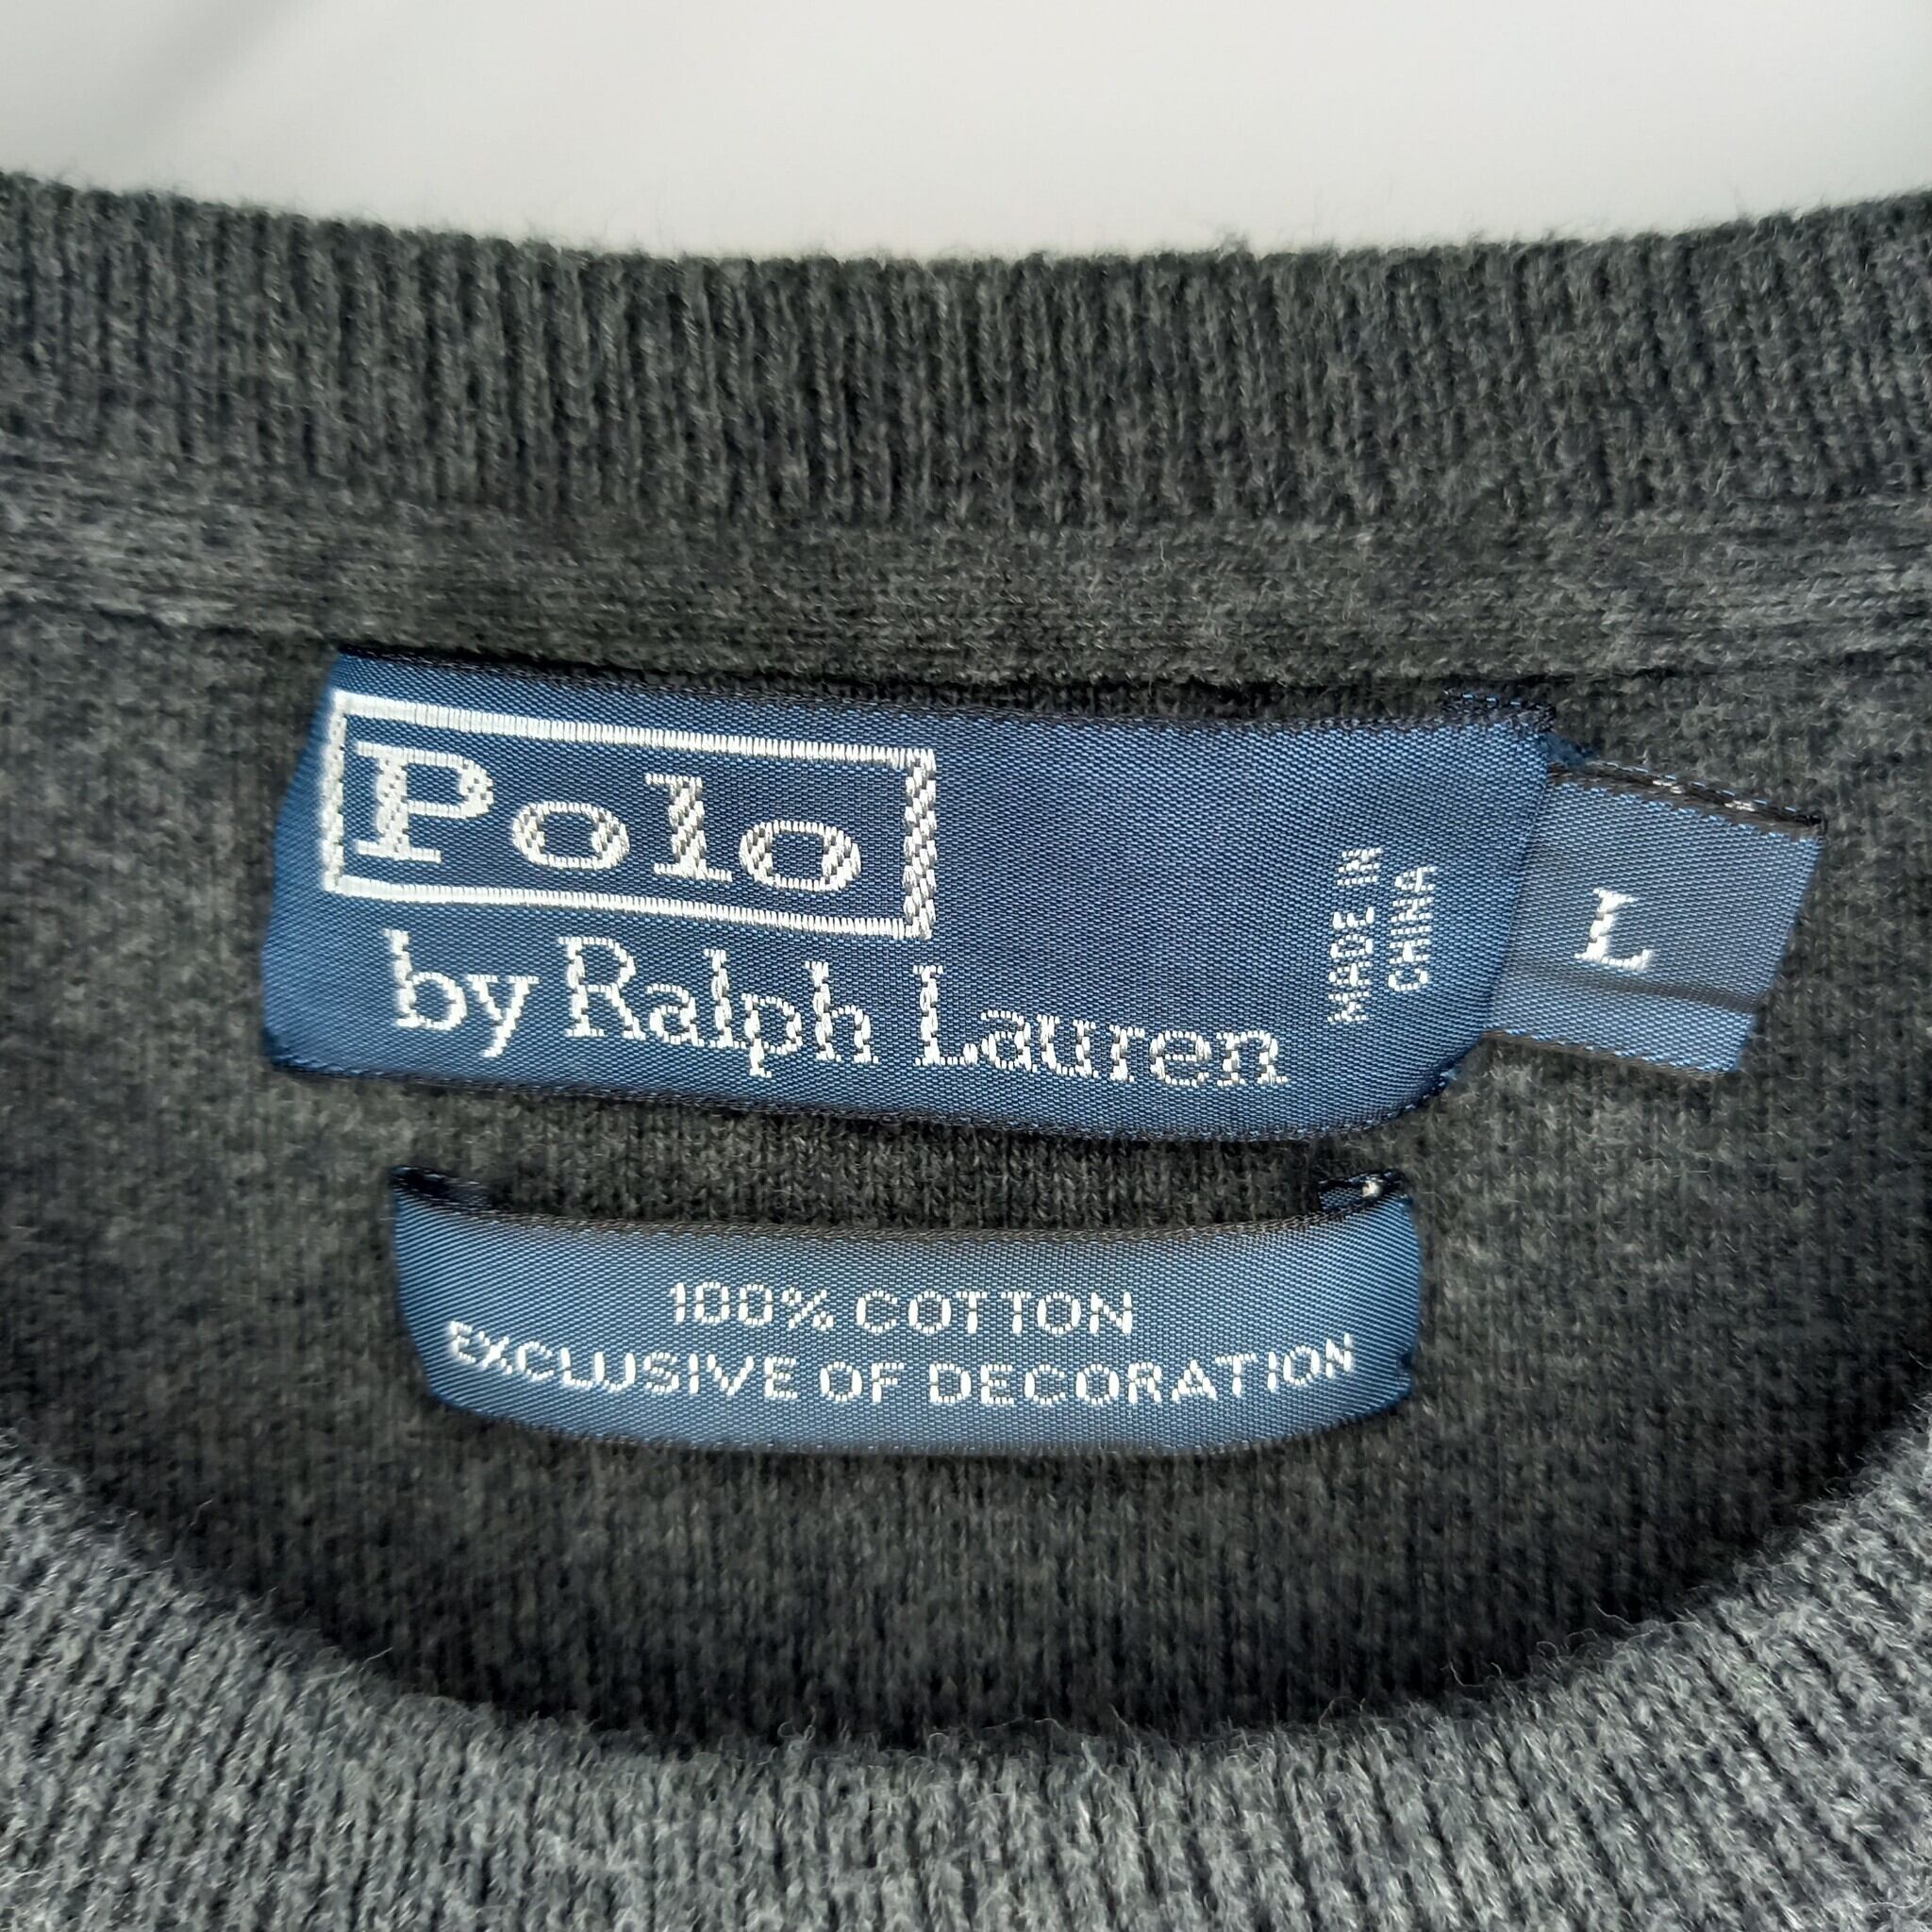 Polo
by Ralph Lauren
MADE IN
CHINA
L
100% COTTON
EXCLUSIVE OF DECORATION